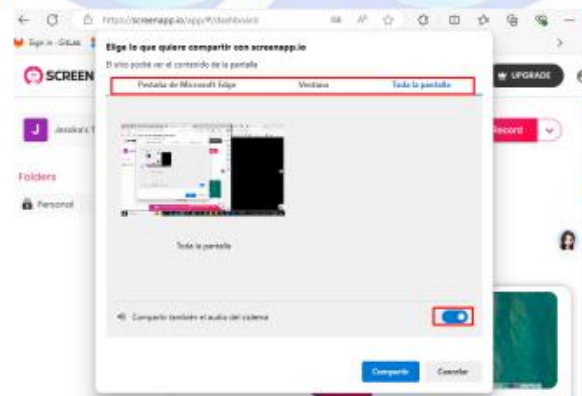 https://screenapp.io/app/#/dashboard
Sign in · GitLab
Elige lo que quiere compartir con screenapp.io
El sitio podrá ver el contenido de la pantalla
SCREEN
UPGRADE
Pestaña de Microsoft Edge
Ventana
Toda la pantalla
J
Jessika's
Record
Folders
Personal
Toda la pantalla
Compartir también el audio del sistema
Compartir
Cancelar